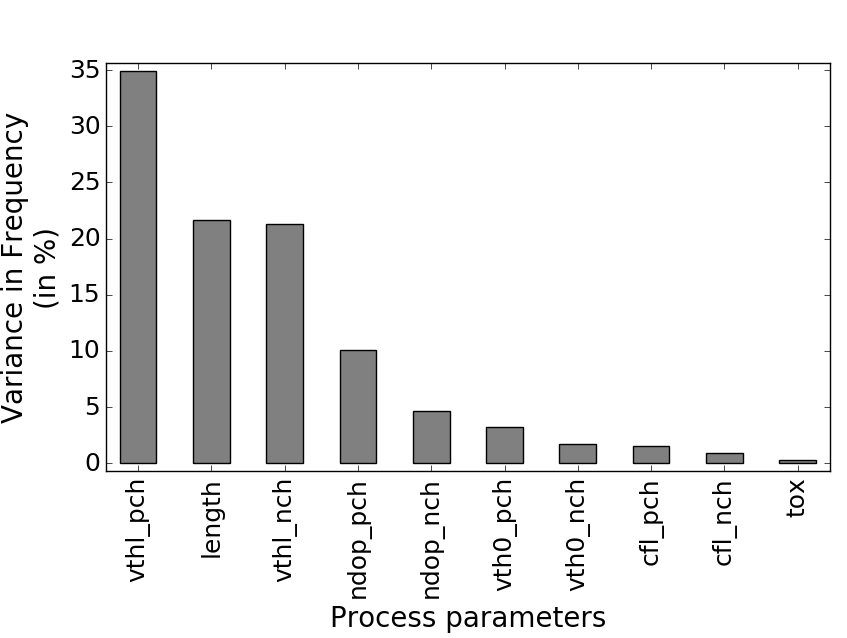 Variance in Frequency
(in %)
35
30
25
20
15
10
5
0
vthl_pch
length
vthl_nch
ndop_pch
ndop_nch
vth0_pch
vth0_nch
cfl_pch
cfl_nch
tox
Process parameters